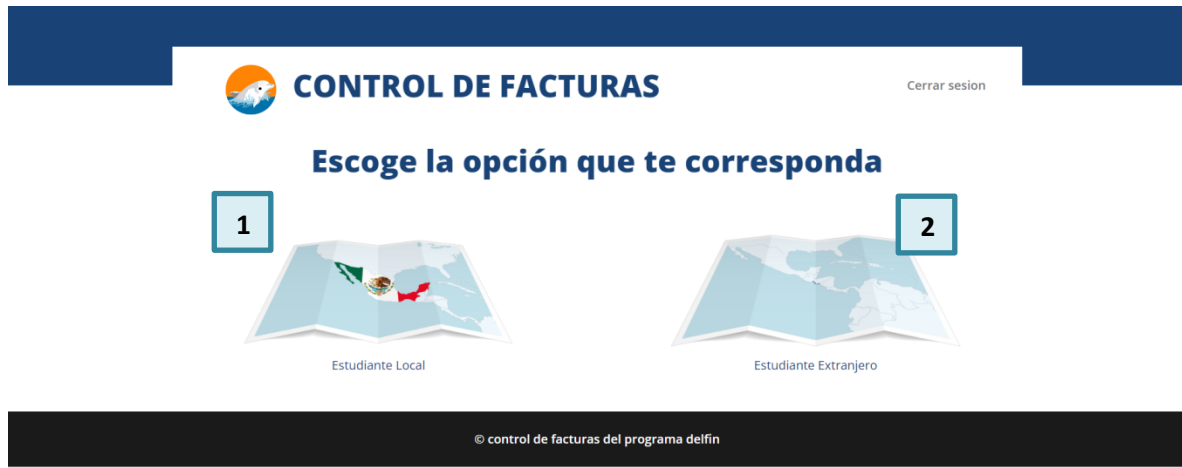 CONTROL DE FACTURAS
Cerrar sesion
Escoge la opción que te corresponda
1
2
Estudiante Local
Estudiante Extranjero
© control de facturas del programa delfin